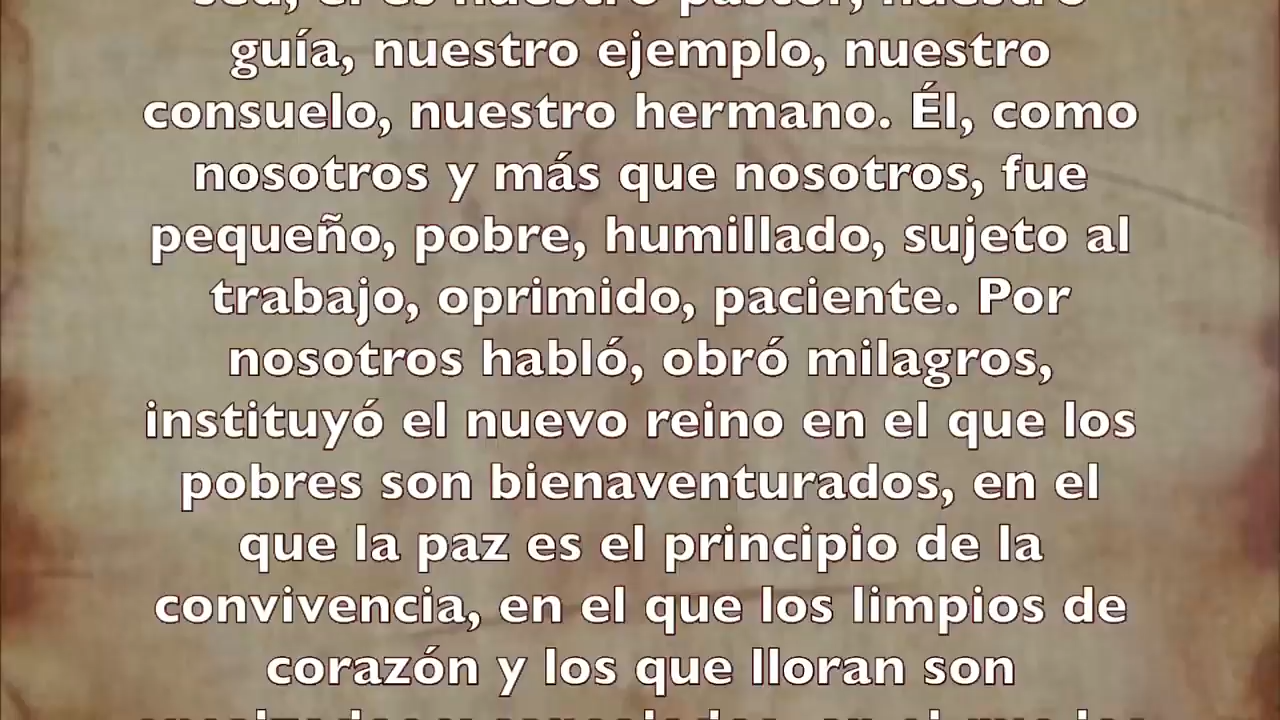 guía, nuestro ejemplo, nuestro
consuelo, nuestro hermano. Él, como
nosotros y más que nosotros, fue
pequeño, pobre, humillado, sujeto al
trabajo, oprimido, paciente. Por
nosotros habló, obró milagros,
instituyó el nuevo reino en el que los
pobres son bienaventurados, en el
que la paz es el principio de la
convivencia, en el que los limpios de
corazón y los que lloran son